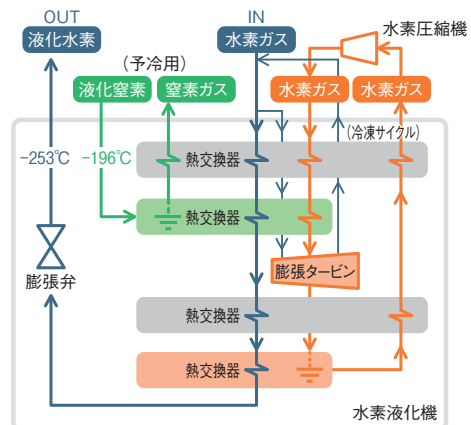 OUT
液化水素
IN
水素ガス
水素圧縮機
(予冷用)
液化窒素
窒素ガス
水素ガス
水素ガス
(冷凍サイクル)
-253℃
-196℃
熱交換器
熱交換器
膨張タービン
膨張弁
熱交換器
熱交換器
水素液化機